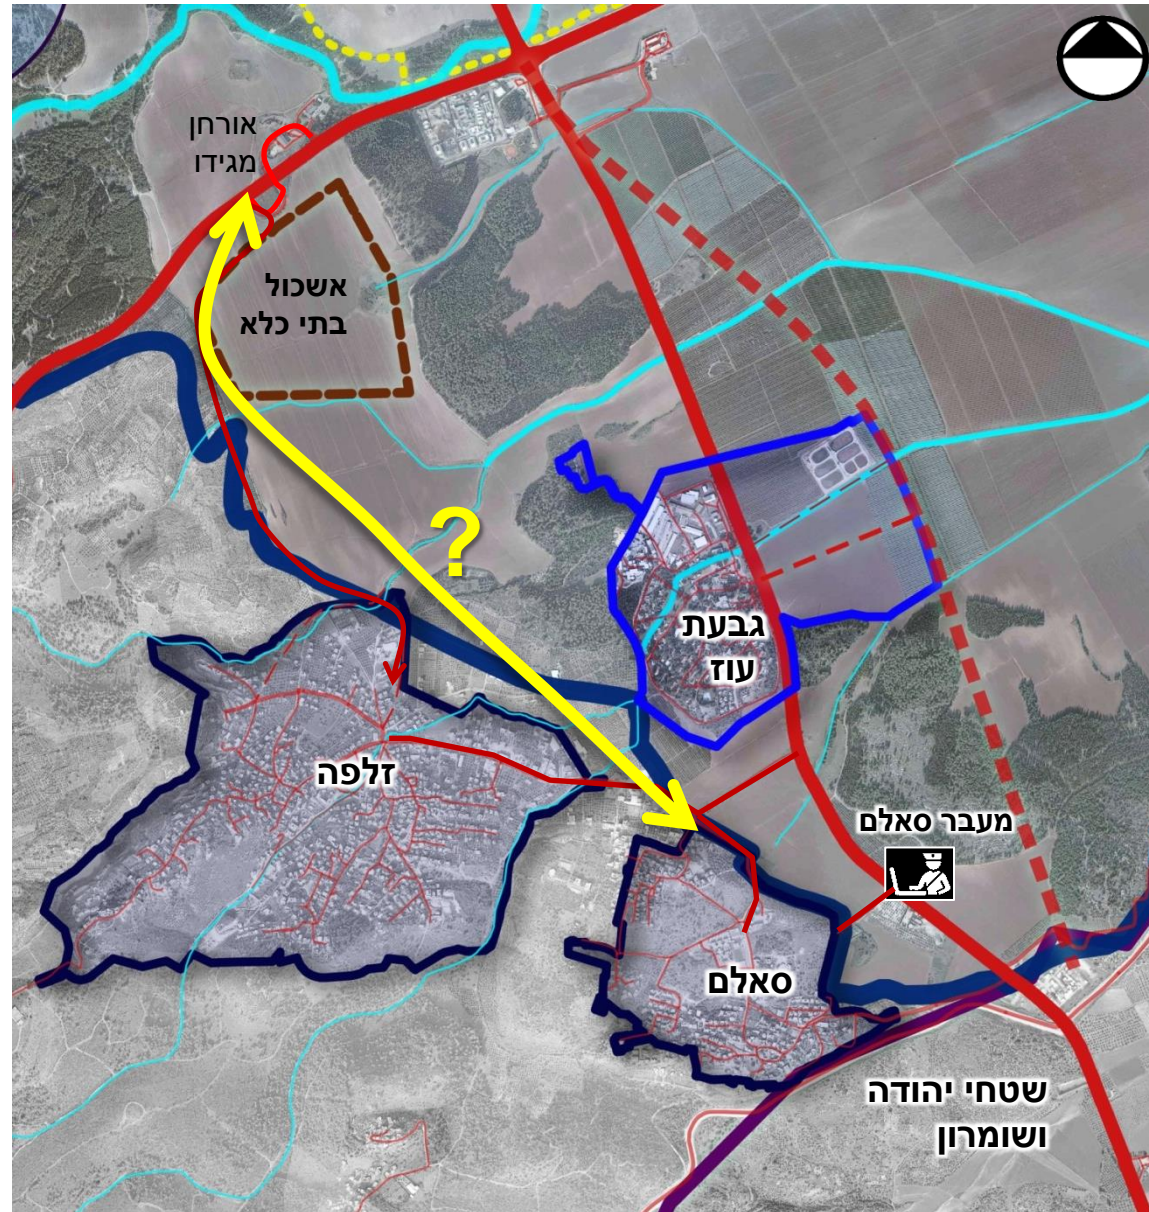 אורחן
מגידו
אשכול
בתי כלא
?
גבעת
עוז
זלפה
מעבר סאלם
סאלם
שטחי יהודה
ושומרון